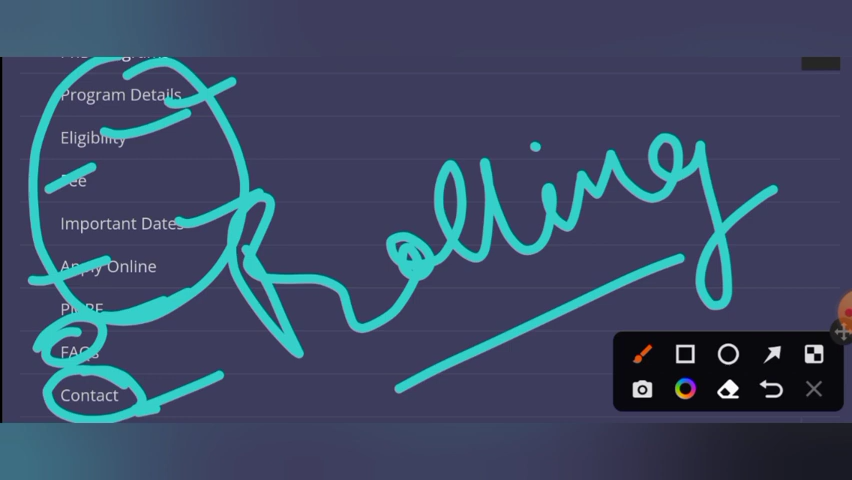 Program Details
Eligibility
Fee
Important Dates
Apply Online
FAQs
Contact
Rolling